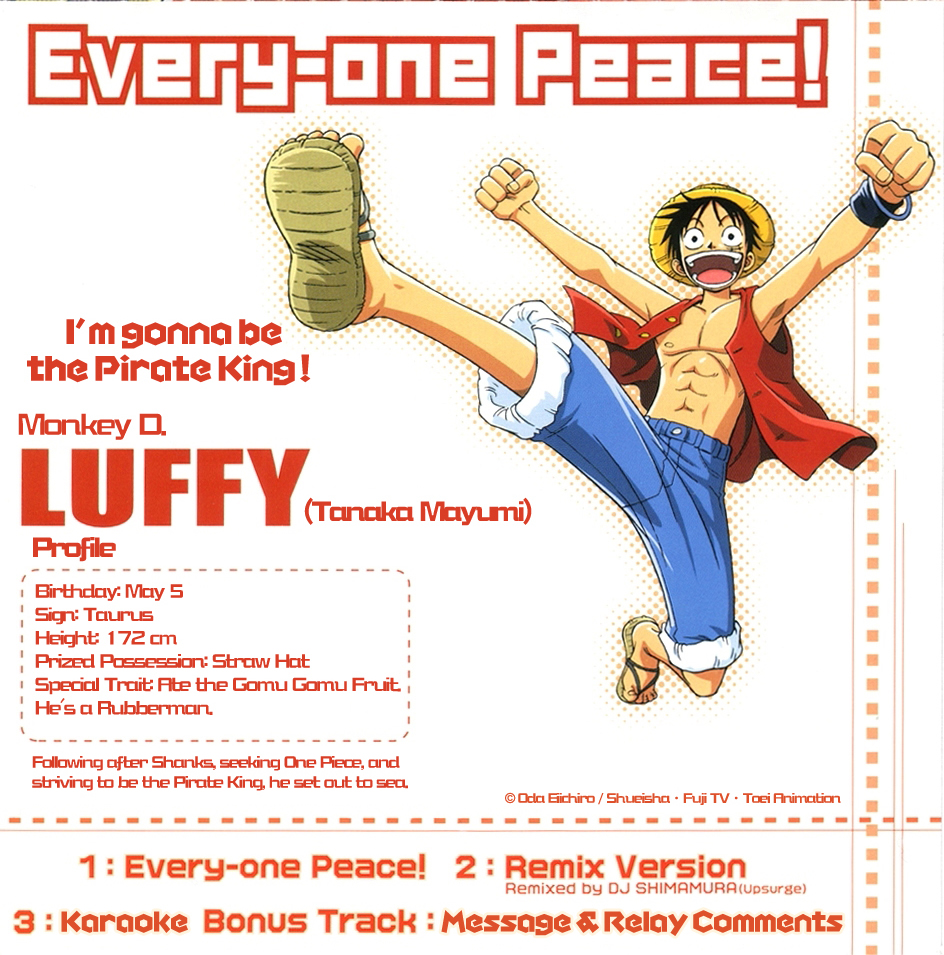 Every-one Peace!
I'm gonna be
the Pirate King!
Monkey D.
LUFFY (Tanaka Mayumi)
Profile
Birthday: May 5
Sign: Taurus
Height: 172 cm
Prized Possession: Straw Hat
Special Trait: Ate the Gomu Gomu Fruit.
He's a Rubberman.
Following after Shanks, seeking One Piece, and
striving to be the Pirate King, he set out to sea.
© Oda Eiichiro / Shueisha・Fuji TV・Toei Animation
1 : Every-one Peace! 2 : Remix Version
Remixed by DJ SHIMAMURA (Upsurge)
3 : Karaoke Bonus Track : Message & Relay Comments